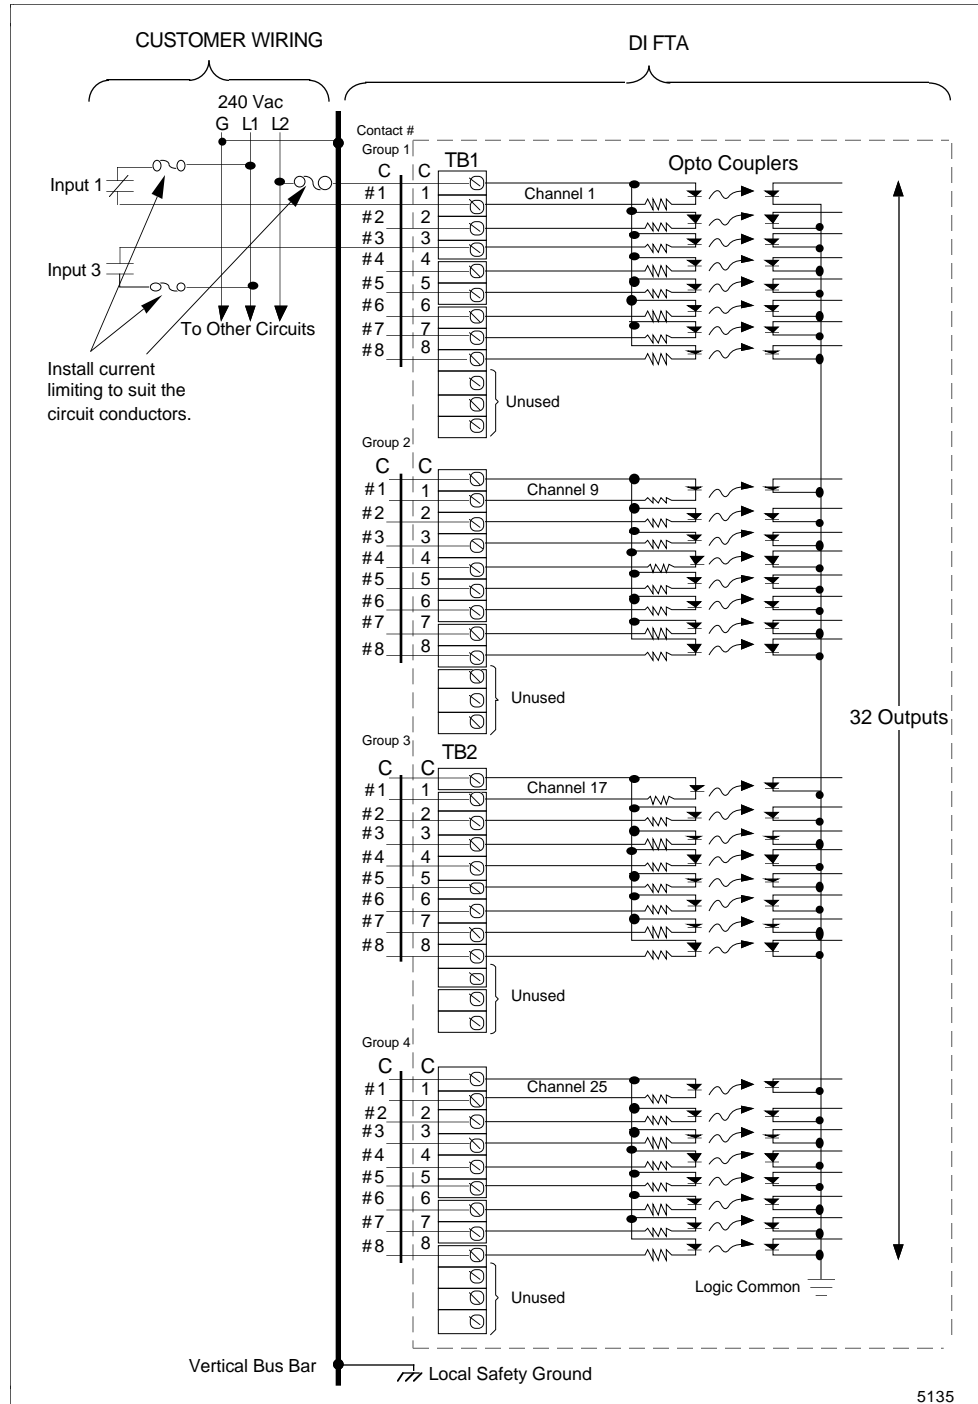 CUSTOMER WIRING
DI FTA
240 Vac
G L1 L2
Contact #
Group 1
TB1
Opto Couplers
C C
Input 1
#1 1
Channel 1
#2 2
#3 3
Input 3
#4 4
#5 5
#6 6
To Other Circuits
#7 7
#8 8
Install current
limiting to suit the
circuit conductors.
Unused
Group 2
C C
#1 1
Channel 9
#2 2
#3 3
#4 4
#5 5
#6 6
#7 7
#8 8
Unused
32 Outputs
Group 3
TB2
C C
#1 1
Channel 17
#2 2
#3 3
#4 4
#5 5
#6 6
#7 7
#8 8
Unused
Group 4
C C
#1 1
Channel 25
#2 2
#3 3
#4 4
#5 5
#6 6
#7 7
#8 8
Logic Common
Unused
Vertical Bus Bar
Local Safety Ground
5135